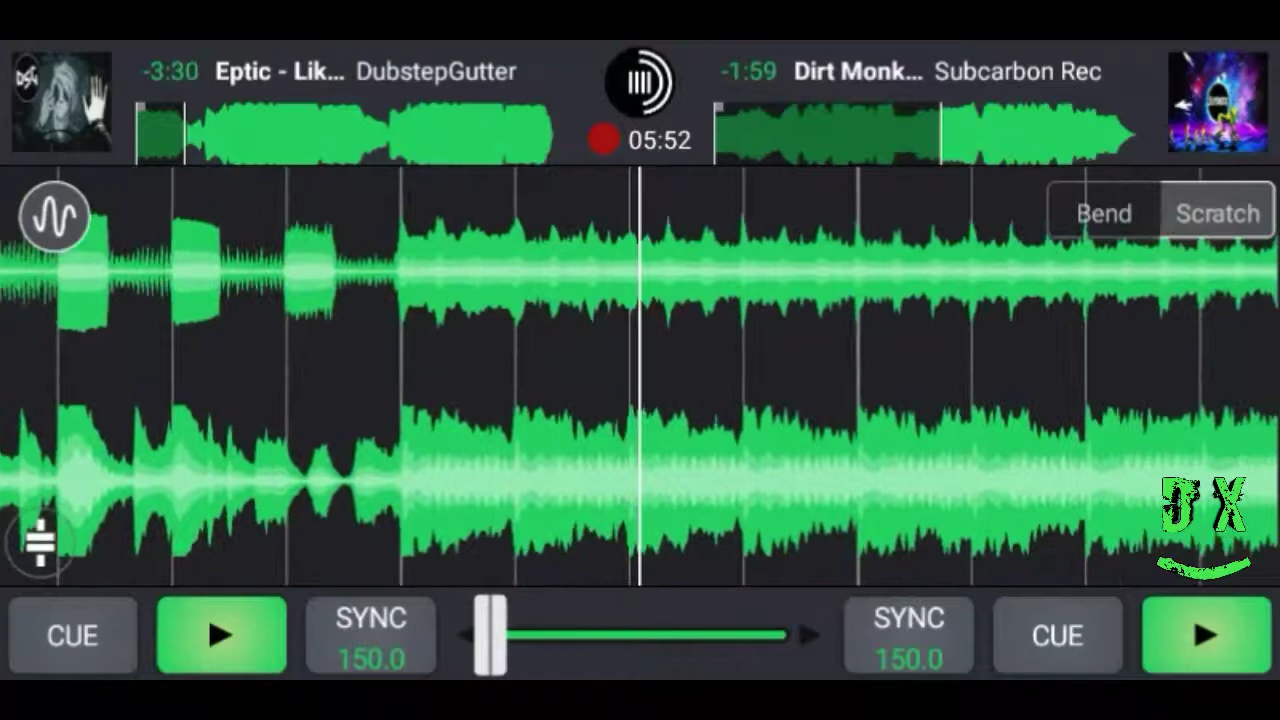 -3:30 Eptic - Lik... DubstepGutter
-1:59 Dirt Monk... Subcarbon Rec
05:52
Bend Scratch
DX
CUE
SYNC
150.0
SYNC
150.0
CUE